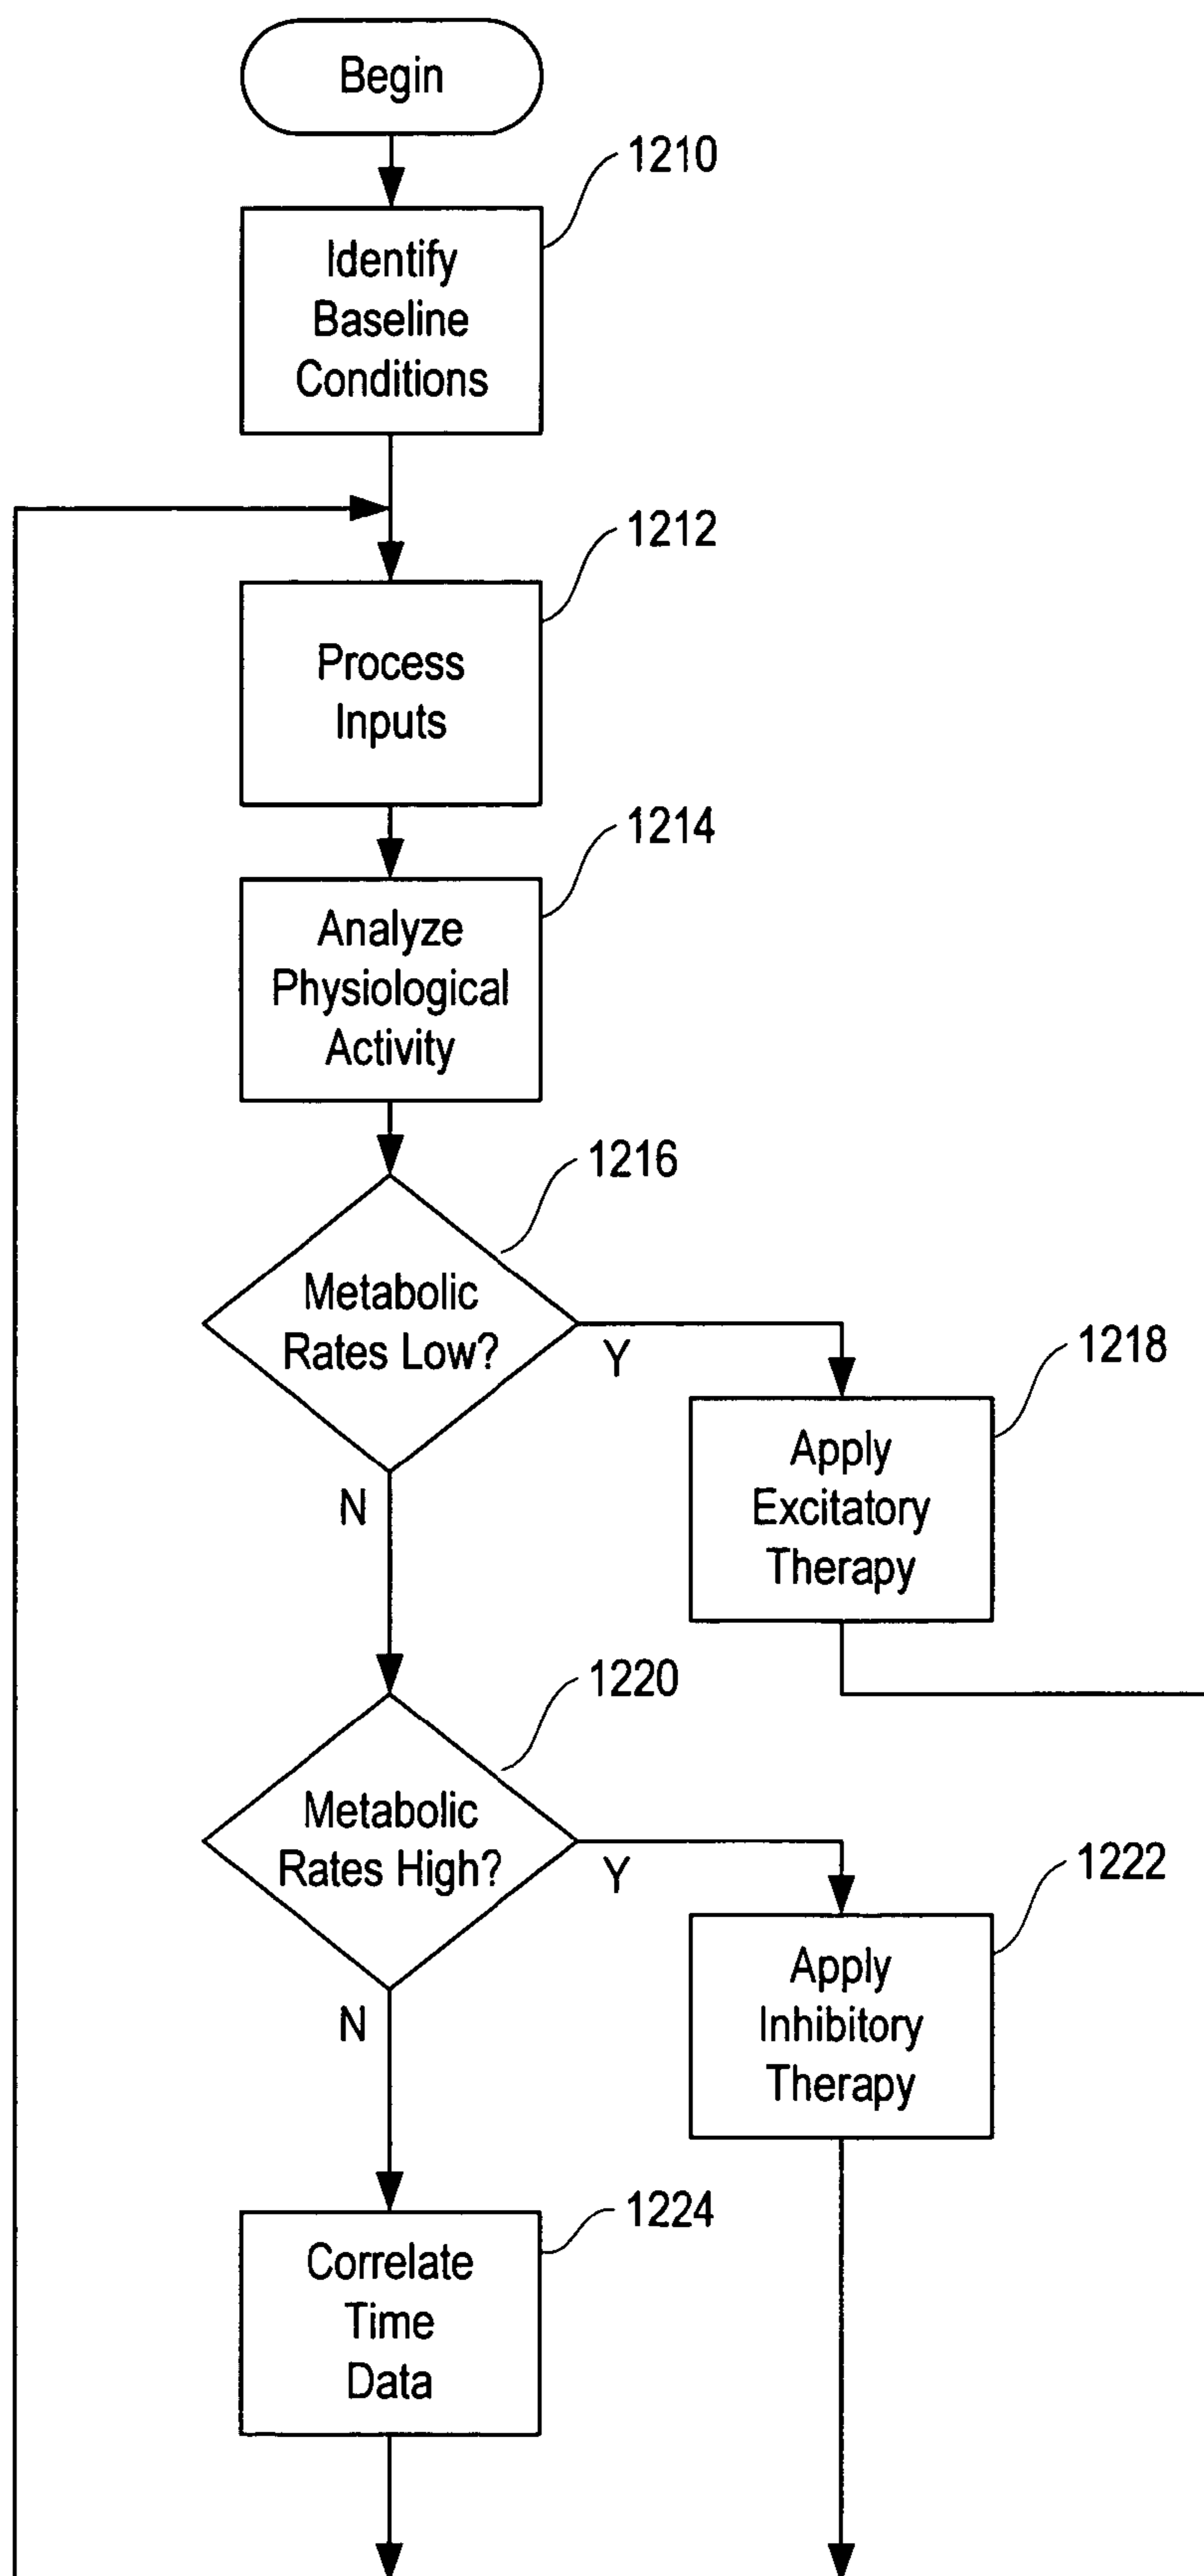 Begin
1210
Identify
Baseline
Conditions
1212
Process
Inputs
1214
Analyze
Physiological
Activity
1216
Metabolic
Rates Low?
Y
N
1218
Apply
Excitatory
Therapy
1220
Metabolic
Rates High?
Y
N
1222
Apply
Inhibitory
Therapy
1224
Correlate
Time
Data